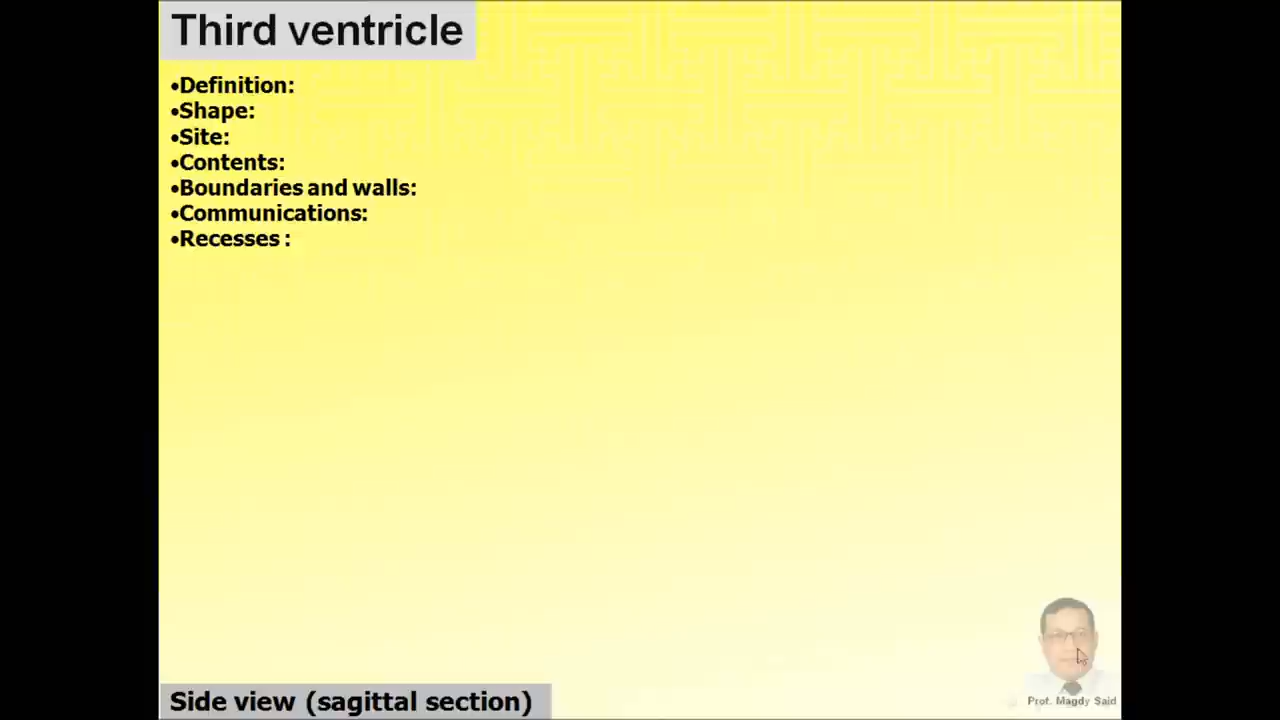 Third ventricle
•Definition:
•Shape:
•Site:
•Contents:
•Boundaries and walls:
•Communications:
•Recesses :
Side view (sagittal section)
Prof. Magdy Said